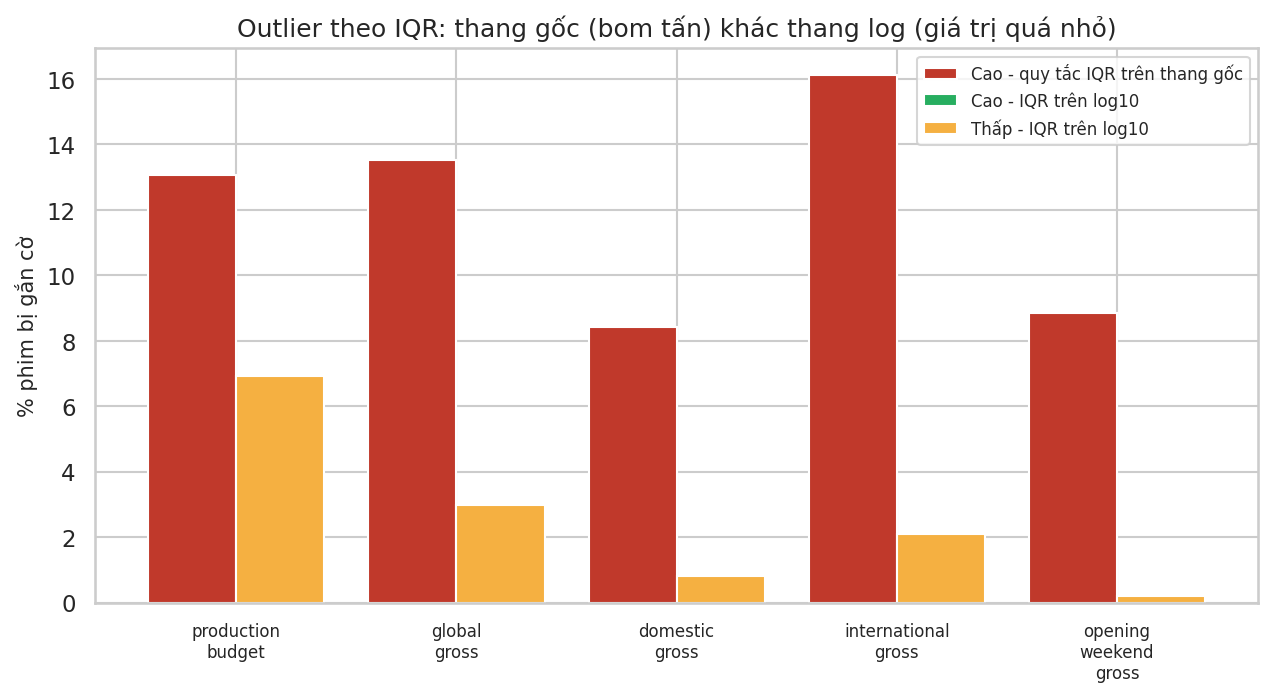 Outlier theo IQR: thang gốc (bom tấn) khác thang log (giá trị quá nhỏ)
Cao - quy tắc IQR trên thang gốc
Cao - IQR trên log10
Thấp - IQR trên log10
% phim bị gắn cờ
16
14
12
10
8
6
4
2
0
production
budget
global
gross
domestic
gross
international
gross
opening
weekend
gross